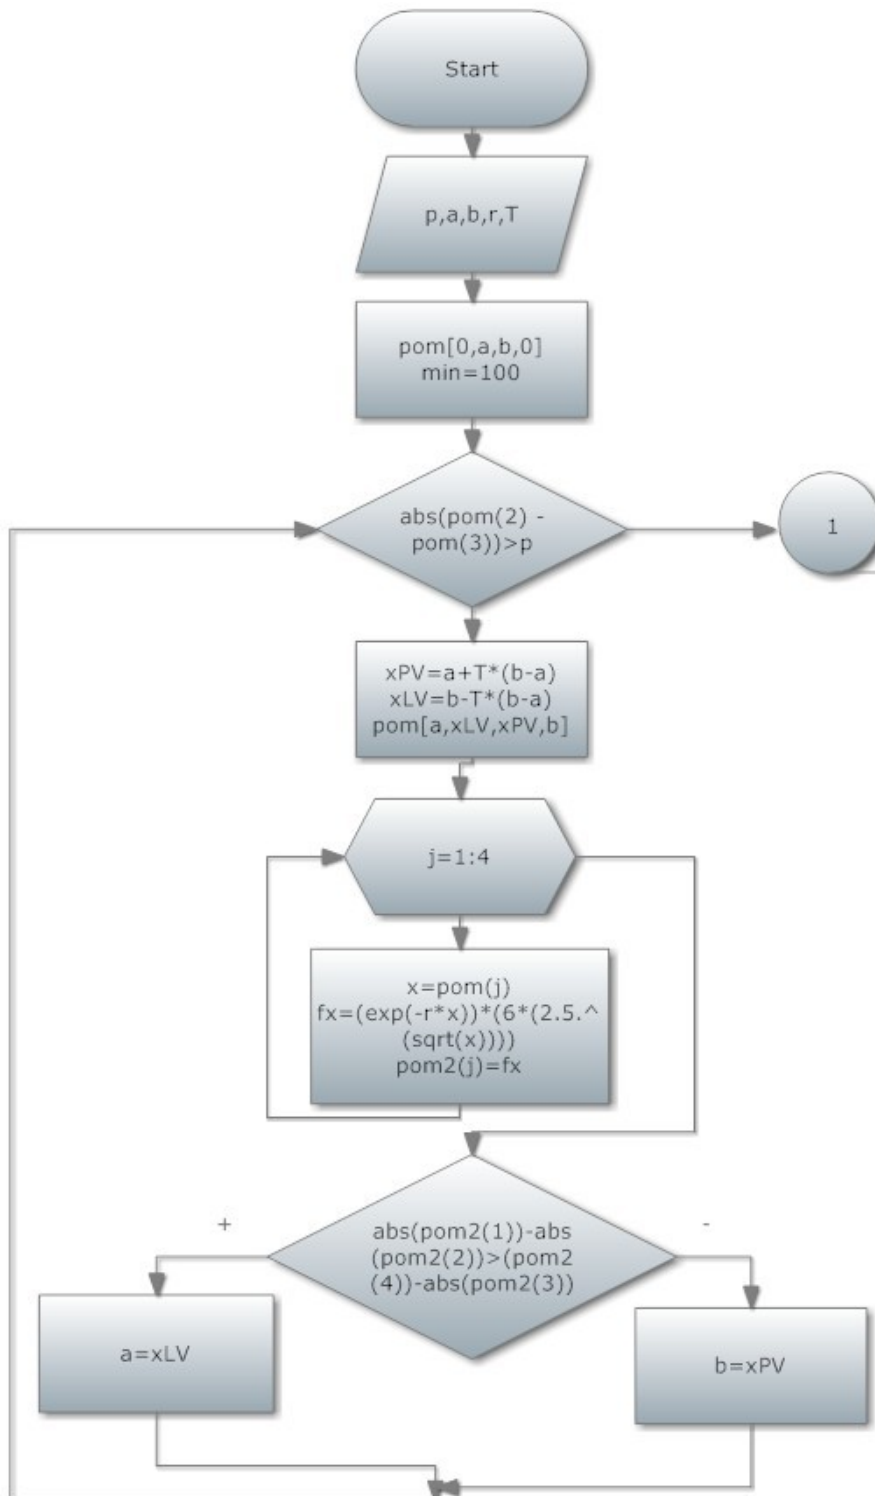 Start
p,a,b,r,T
pom[0,a,b,0]
min=100
abs(pom(2) -
pom(3))>p
1
xPV=a+T*(b-a)
xLV=b-T*(b-a)
pom[a,xLV,xPV,b]
j=1:4
x=pom(j)
fx=(exp(-r*x))*(6*(2.5.^
(sqrt(x))))
pom2(j)=fx
+
-
abs(pom2(1))-abs
(pom2(2))>(pom2
(4))-abs(pom2(3))
a=xLV
b=xPV